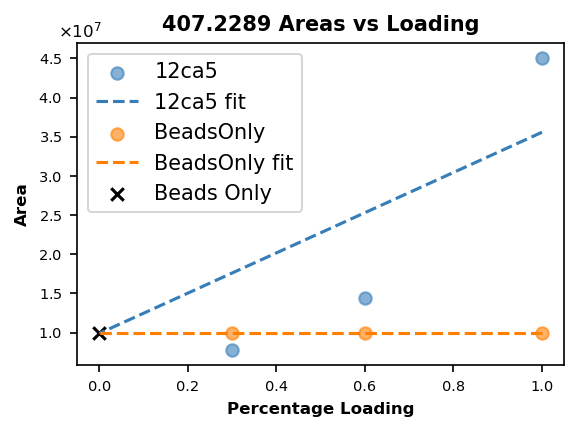 407.2289 Areas vs Loading
×10⁷
4.5
4.0
3.5
3.0
2.5
2.0
1.5
1.0
Area
12ca5
12ca5 fit
BeadsOnly
BeadsOnly fit
Beads Only
0.0 0.2 0.4 0.6 0.8 1.0
Percentage Loading